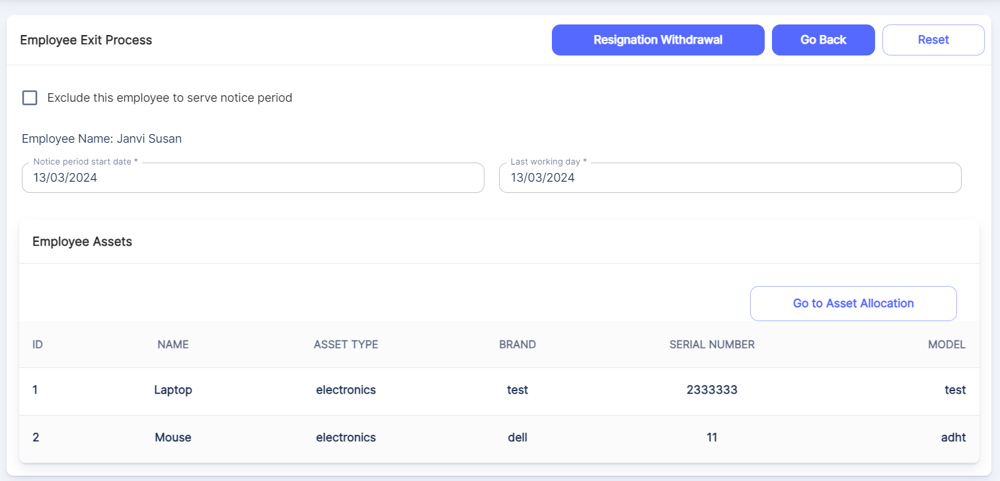 Employee Exit Process Resignation Withdrawal Go Back Reset
Exclude this employee to serve notice period
Employee Name: Janvi Susan
Notice period start date * Last working day *
13/03/2024 13/03/2024
Employee Assets
Go to Asset Allocation
ID NAME ASSET TYPE BRAND SERIAL NUMBER MODEL
1 Laptop electronics test 2333333 test
2 Mouse electronics dell 11 adht